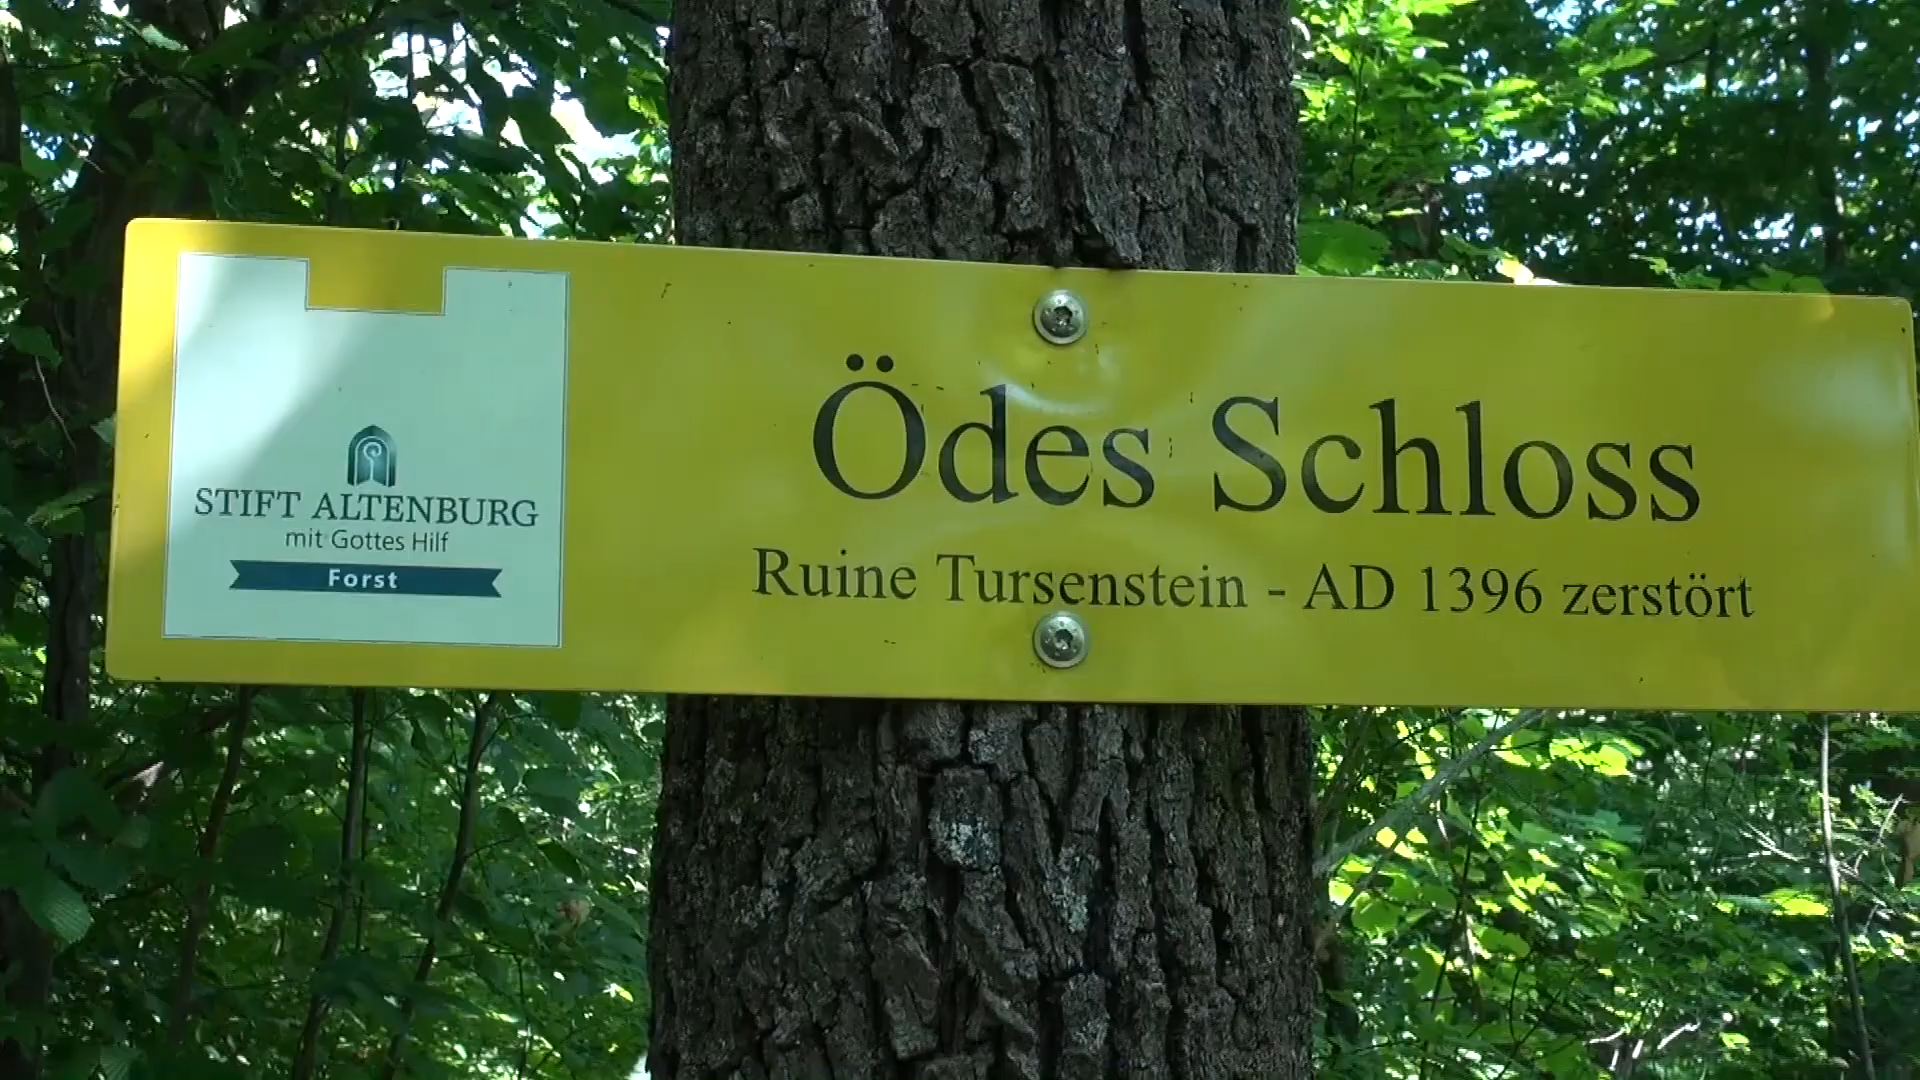 STIFT ALTENBURG
mit Gottes Hilf
Forst
Ödes Schloss
Ruine Tursenstein - AD 1396 zerstört